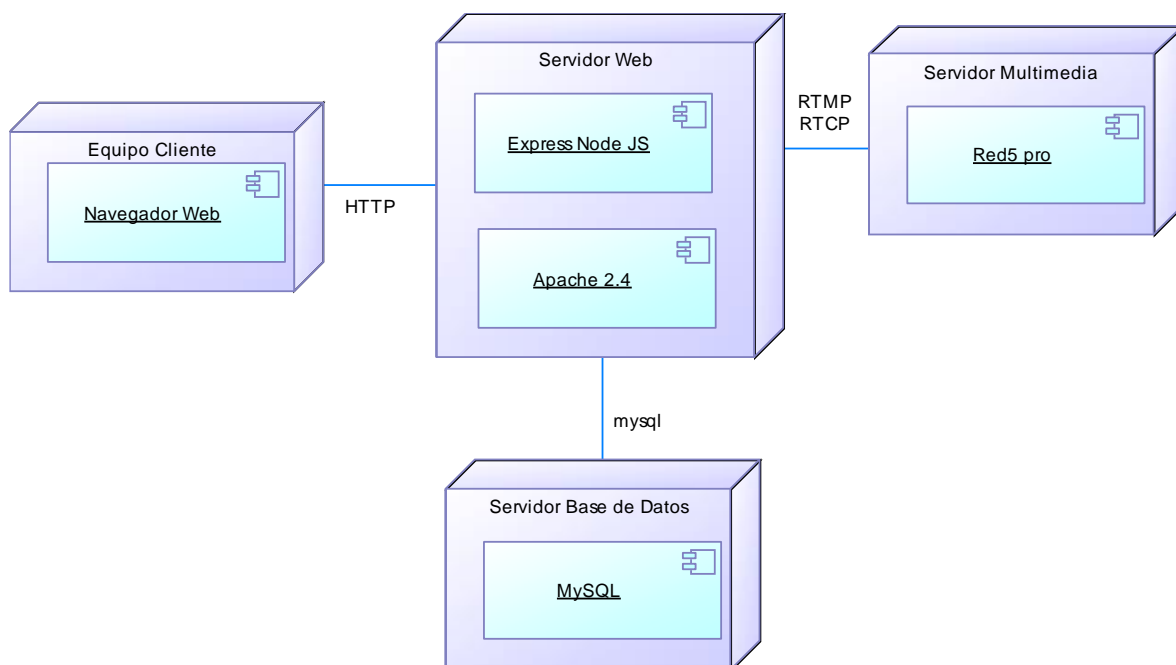 Equipo Cliente
Navegador Web
HTTP
Servidor Web
Express Node JS
Apache 2.4
RTMP
RTCP
Servidor Multimedia
Red5 pro
mysql
Servidor Base de Datos
MySQL